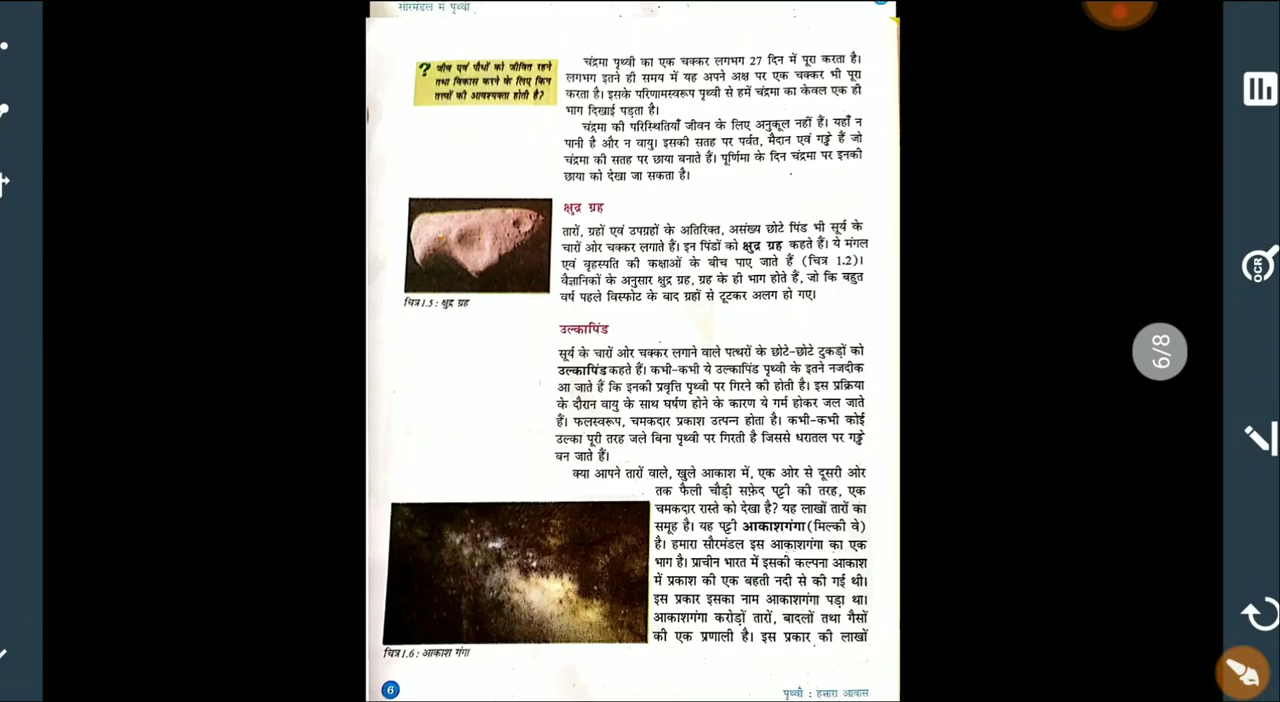 सौरमंडल में पृथ्वी
? जीव एवं पौधों को जीवित रहने
तथा विकास करने के लिए किन
तत्त्वों की आवश्यकता होती है?
चंद्रमा पृथ्वी का एक चक्कर लगभग 27 दिन में पूरा करता है।
लगभग इतने ही समय में यह अपने अक्ष पर एक चक्कर भी पूरा
करता है। इसके परिणामस्वरूप पृथ्वी से हमें चंद्रमा का केवल एक ही
भाग दिखाई पड़ता है।
चंद्रमा की परिस्थितियाँ जीवन के लिए अनुकूल नहीं हैं। यहाँ न
पानी है और न वायु। इसकी सतह पर पर्वत, मैदान एवं गड्ढे हैं जो
चंद्रमा की सतह पर छाया बनाते हैं। पूर्णिमा के दिन चंद्रमा पर इनकी
छाया को देखा जा सकता है।
क्षुद्र ग्रह
तारों, ग्रहों एवं उपग्रहों के अतिरिक्त, असंख्य छोटे पिंड भी सूर्य के
चारों ओर चक्कर लगाते हैं। इन पिंडों को क्षुद्र ग्रह कहते हैं। ये मंगल
एवं वृहस्पति की कक्षाओं के बीच पाए जाते हैं (चित्र 1.2)।
वैज्ञानिकों के अनुसार क्षुद्र ग्रह, ग्रह के ही भाग होते हैं, जो कि बहुत
वर्ष पहले विस्फोट के बाद ग्रहों से टूटकर अलग हो गए।
चित्र 1.5 : क्षुद्र ग्रह
उल्कापिंड
सूर्य के चारों ओर चक्कर लगाने वाले पत्थरों के छोटे-छोटे टुकड़ों को
उल्कापिंड कहते हैं। कभी-कभी ये उल्कापिंड पृथ्वी के इतने नजदीक
आ जाते हैं कि इनकी प्रवृत्ति पृथ्वी पर गिरने की होती है। इस प्रक्रिया
के दौरान वायु के साथ घर्षण होने के कारण ये गर्म होकर जल जाते
हैं। फलस्वरूप, चमकदार प्रकाश उत्पन्न होता है। कभी-कभी कोई
उल्का पूरी तरह जले बिना पृथ्वी पर गिरती है जिससे धरातल पर गड्ढे
बन जाते हैं।
क्या आपने तारों वाले, खुले आकाश में, एक ओर से दूसरी ओर
तक फैली चौड़ी सफ़ेद पट्टी की तरह, एक
चमकदार रास्ते को देखा है? यह लाखों तारों का
समूह है। यह पट्टी आकाशगंगा (मिल्की वे)
है। हमारा सौरमंडल इस आकाशगंगा का एक
भाग है। प्राचीन भारत में इसकी कल्पना आकाश
में प्रकाश की एक बहती नदी से की गई थी।
इस प्रकार इसका नाम आकाशगंगा पड़ा था।
आकाशगंगा करोड़ों तारों, बादलों तथा गैसों
की एक प्रणाली है। इस प्रकार की लाखों
चित्र 1.6 : आकाश गंगा
6
पृथ्वी : हमारा आवास
6/8
OCR